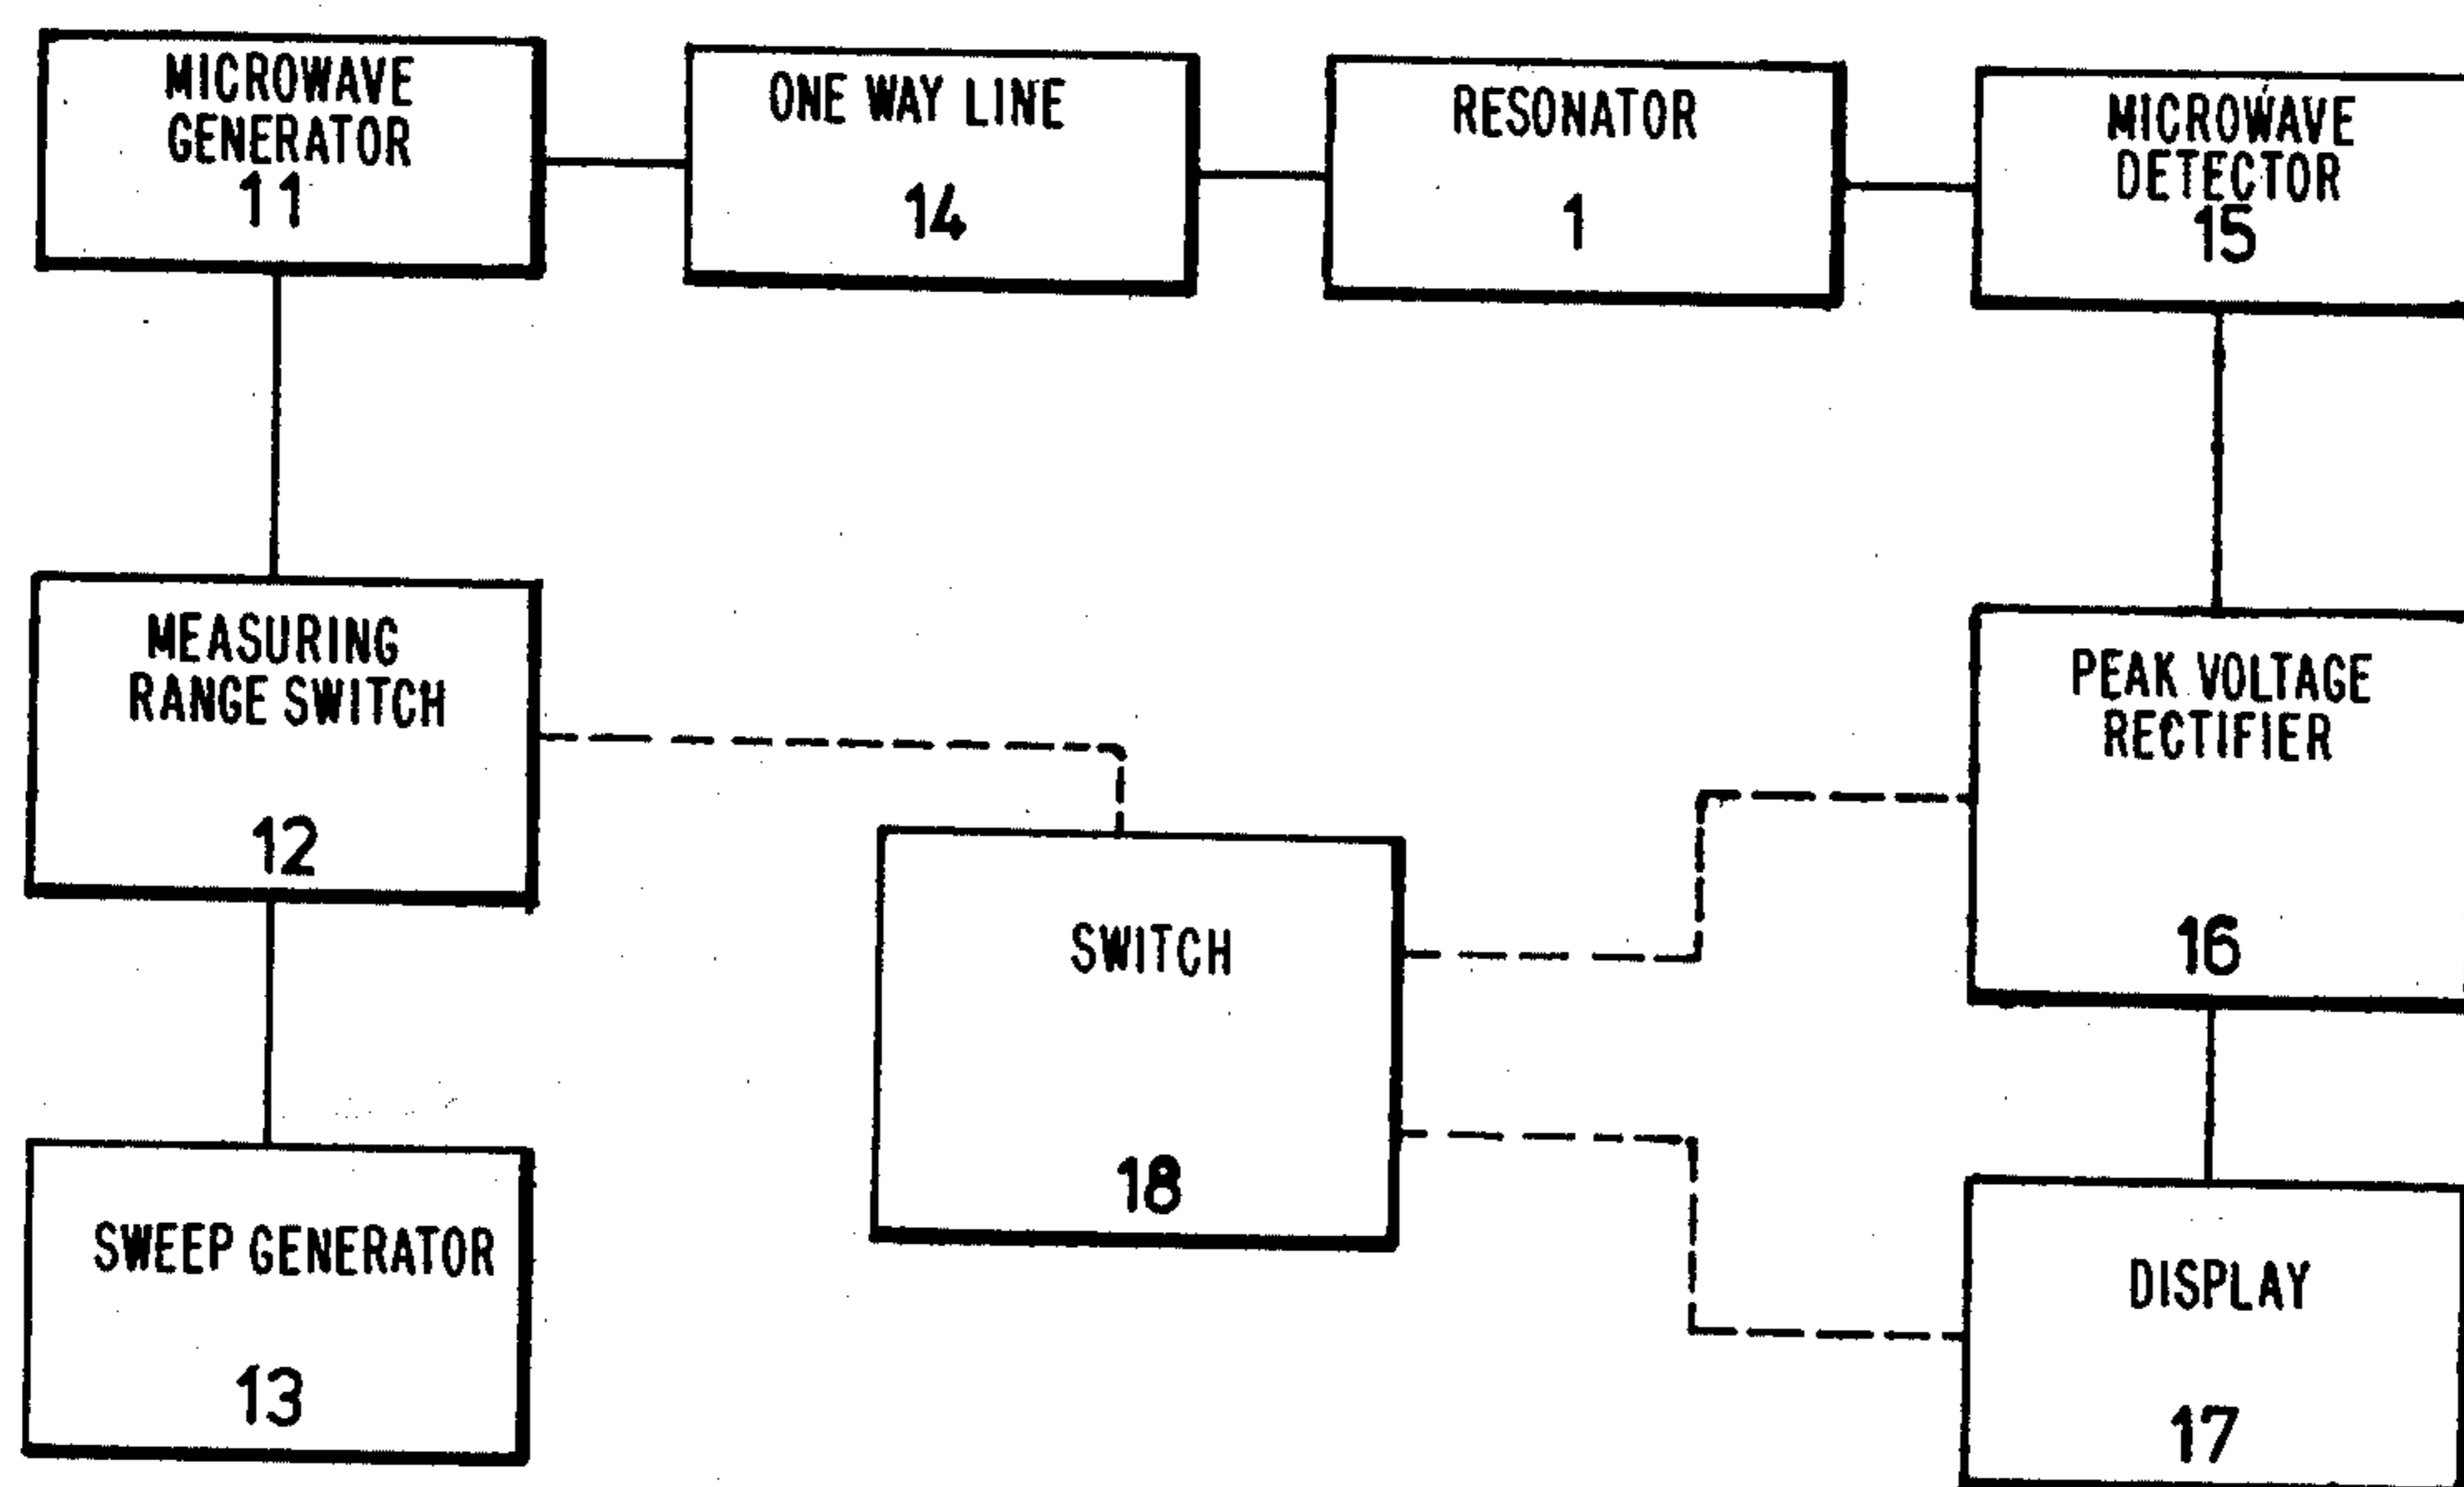 MICROWAVE
GENERATOR
11
ONE WAY LINE
14
RESONATOR
1
MICROWAVE
DETECTOR
15
MEASURING
RANGE SWITCH
12
PEAK VOLTAGE
RECTIFIER
16
SWITCH
18
SWEEP GENERATOR
13
DISPLAY
17